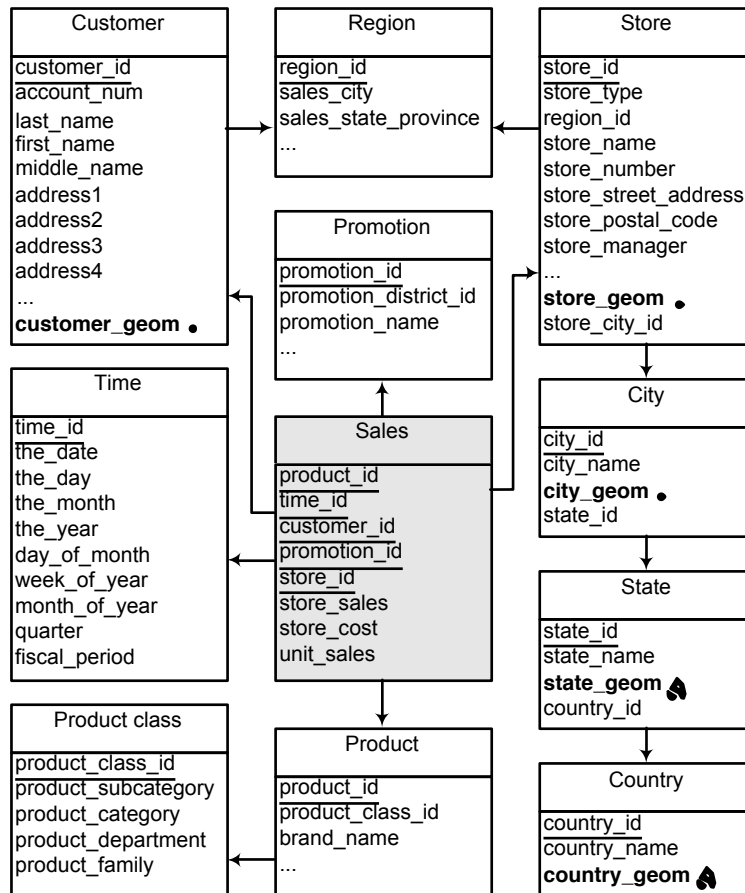 Customer
customer_id
account_num
last_name
first_name
middle_name
address1
address2
address3
address4
...
customer_geom
Region
region_id
sales_city
sales_state_province
...
Store
store_id
store_type
region_id
store_name
store_number
store_street_address
store_postal_code
store_manager
...
store_geom
store_city_id
Promotion
promotion_id
promotion_district_id
promotion_name
...
Time
time_id
the_date
the_day
the_month
the_year
day_of_month
week_of_year
month_of_year
quarter
fiscal_period
Sales
product_id
time_id
customer_id
promotion_id
store_id
store_sales
store_cost
unit_sales
City
city_id
city_name
city_geom
state_id
State
state_id
state_name
state_geom
country_id
Product class
product_class_id
product_subcategory
product_category
product_department
product_family
Product
product_id
product_class_id
brand_name
...
Country
country_id
country_name
country_geom